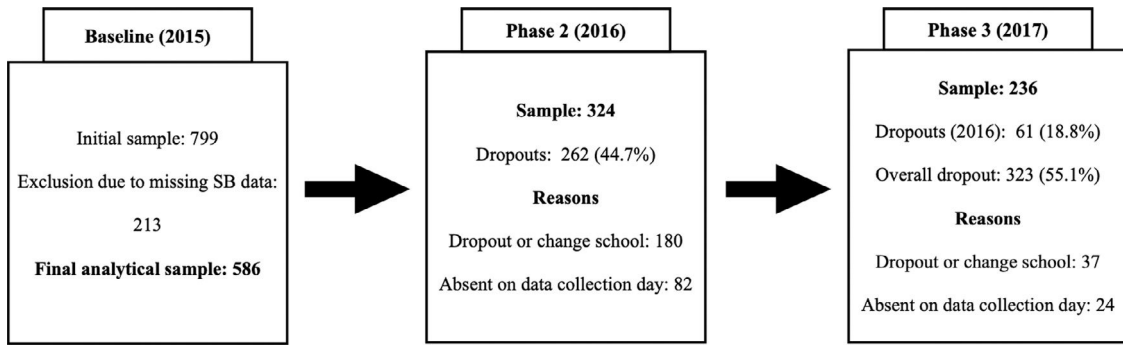 Baseline (2015)
Initial sample: 799
Exclusion due to missing SB data:
213
Final analytical sample: 586
Phase 2 (2016)
Sample: 324
Dropouts: 262 (44.7%)
Reasons
Dropout or change school: 180
Absent on data collection day: 82
Phase 3 (2017)
Sample: 236
Dropouts (2016): 61 (18.8%)
Overall dropout: 323 (55.1%)
Reasons
Dropout or change school: 37
Absent on data collection day: 24